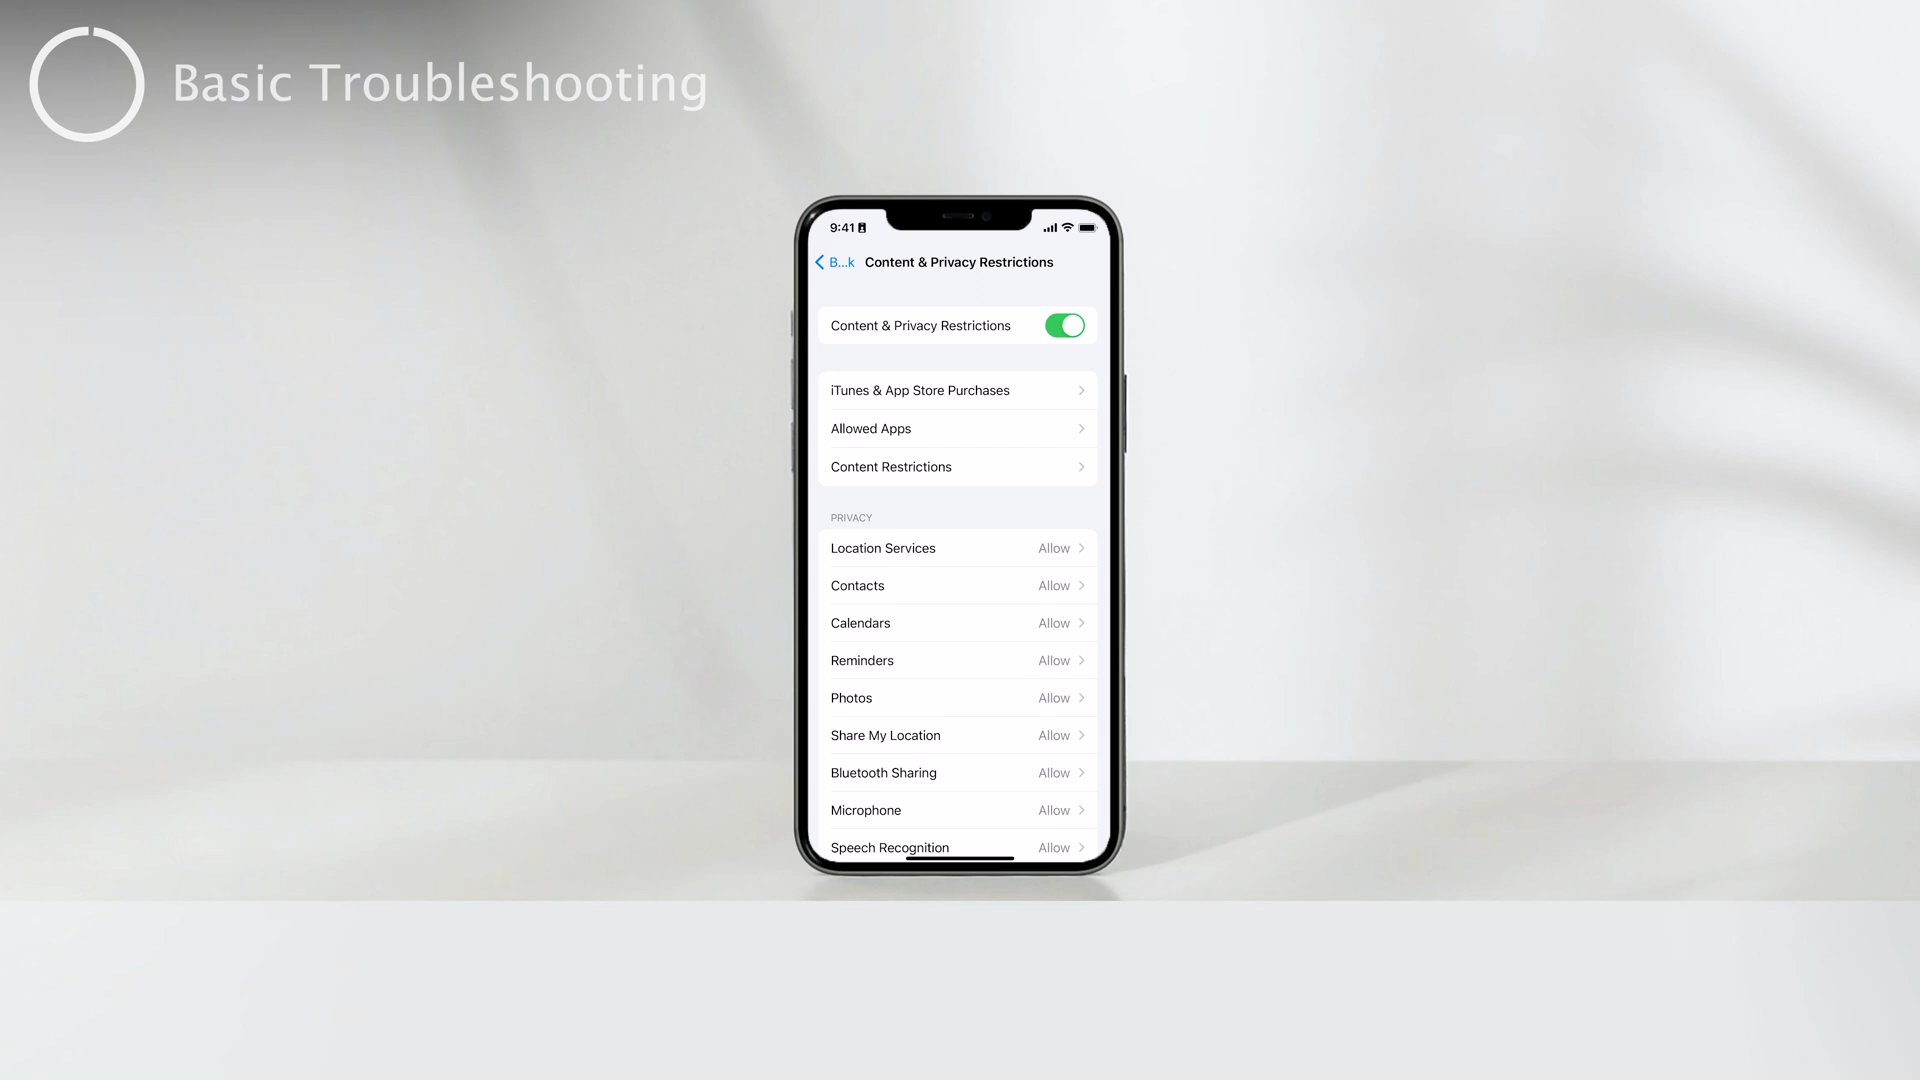 Basic Troubleshooting
9:41
B...k Content & Privacy Restrictions
Content & Privacy Restrictions
iTunes & App Store Purchases
Allowed Apps
Content Restrictions
PRIVACY
Location Services Allow
Contacts Allow
Calendars Allow
Reminders Allow
Photos Allow
Share My Location Allow
Bluetooth Sharing Allow
Microphone Allow
Speech Recognition Allow